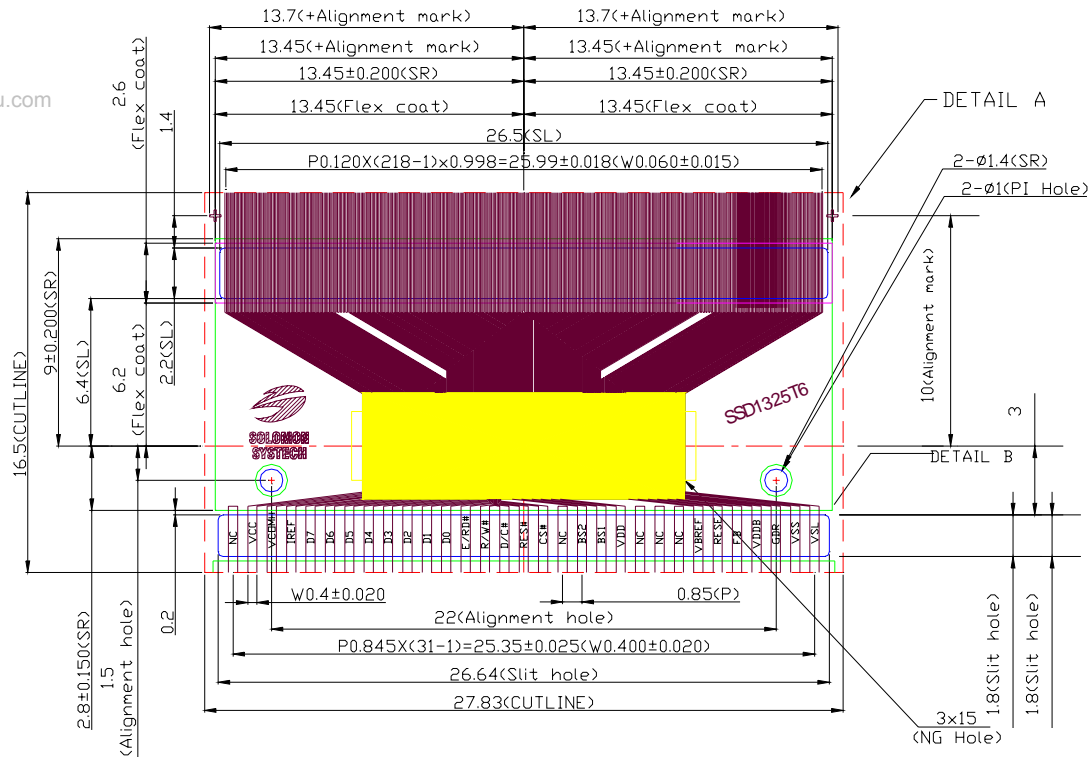 13.7(+Alignment mark)
13.7(+Alignment mark)
13.45(+Alignment mark)
13.45(+Alignment mark)
13.45±0.200(SR)
13.45±0.200(SR)
13.45(Flex coat)
13.45(Flex coat)
26.5(SL)
P0.120X(218-1)x0.998=25.99±0.018(W0.060±0.015)
u.com
2.6
(Flex coat)
1.4
DETAIL A
2-ø1.4(SR)
2-ø1(PI Hole)
16.5(CUTLINE)
9±0.200(SR)
6.4(SL)
6.2
(Flex coat)
2.2(SL)
10(Alignment mark)
3
SOLOMON
SYSTECH
SSD1325T6
DETAIL B
NC
VCC
VCOMH
IREF
D7
D6
D5
D4
D3
D2
D1
D0
E/RD#
R/W#
D/C#
RES#
CS#
NC
BS2
BS1
VDD
NC
NC
NC
VBREF
RESE
FB
VDDB
GDR
VSS
VSL
W0.4±0.020
0.85(P)
22(Alignment hole)
P0.845X(31-1)=25.35±0.025(W0.400±0.020)
26.64(Slit hole)
27.83(CUTLINE)
2.8±0.150(SR)
1.5
(Alignment hole)
0.2
1.8(Slit hole)
1.8(Slit hole)
3x15
(NG Hole)